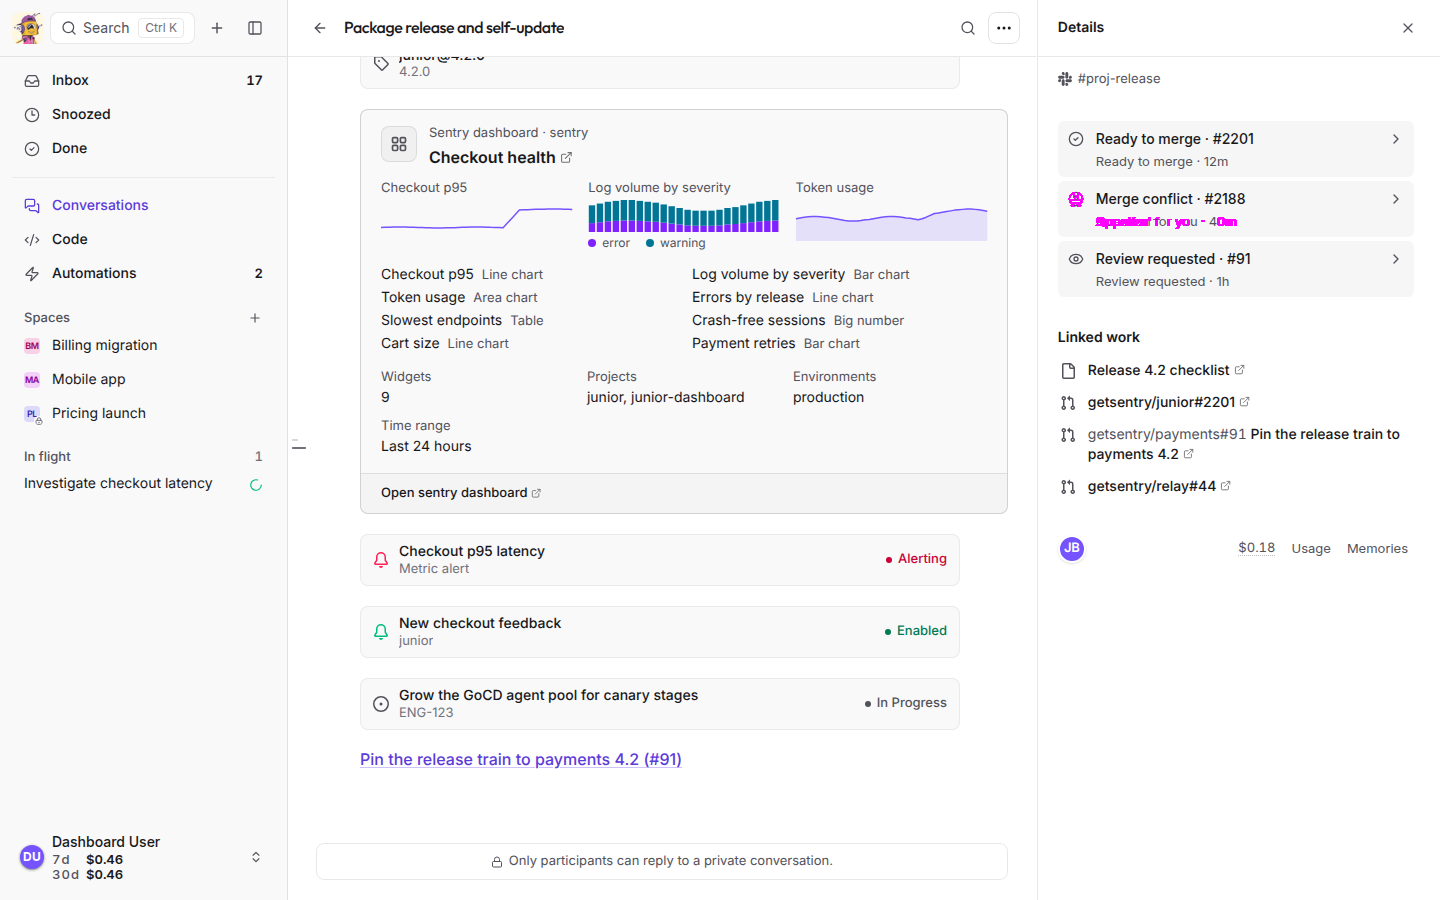 Search Ctrl K
Inbox 17
Snoozed
Done
Conversations
Code
Automations 2
Spaces
BM Billing migration
MA Mobile app
PL Pricing launch
In flight 1
Investigate checkout latency
DU Dashboard User
7d $0.46
30d $0.46
Package release and self-update
junior@4.2.0
4.2.0
Sentry dashboard · sentry
Checkout health
Checkout p95 Log volume by severity Token usage
error warning
Checkout p95 Line chart Log volume by severity Bar chart
Token usage Area chart Errors by release Line chart
Slowest endpoints Table Crash-free sessions Big number
Cart size Line chart Payment retries Bar chart
Widgets Projects Environments
9 junior, junior-dashboard production
Time range
Last 24 hours
Open sentry dashboard
Checkout p95 latency
Metric alert
Alerting
New checkout feedback
junior
Enabled
Grow the GoCD agent pool for canary stages
ENG-123
In Progress
Pin the release train to payments 4.2 (#91)
Only participants can reply to a private conversation.
Details
#proj-release
Ready to merge · #2201
Ready to merge · 12m
Merge conflict · #2188
for you
Review requested · #91
Review requested · 1h
Linked work
Release 4.2 checklist
getsentry/junior#2201
getsentry/payments#91 Pin the release train to
payments 4.2
getsentry/relay#44
JB $0.18 Usage Memories